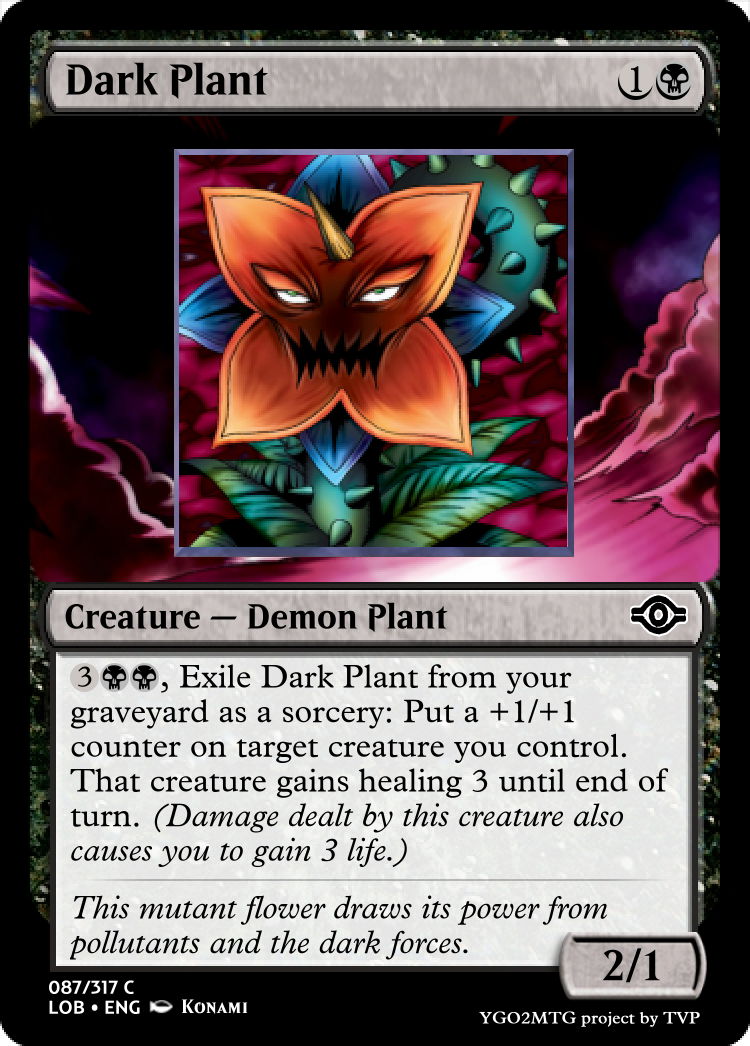 Dark Plant 1
Creature — Demon Plant
3, Exile Dark Plant from your
graveyard as a sorcery: Put a +1/+1
counter on target creature you control.
That creature gains healing 3 until end of
turn. (Damage dealt by this creature also
causes you to gain 3 life.)
This mutant flower draws its power from
pollutants and the dark forces.
2/1
087/317 C
LOB • ENG Konami
YGO2MTG project by TVP